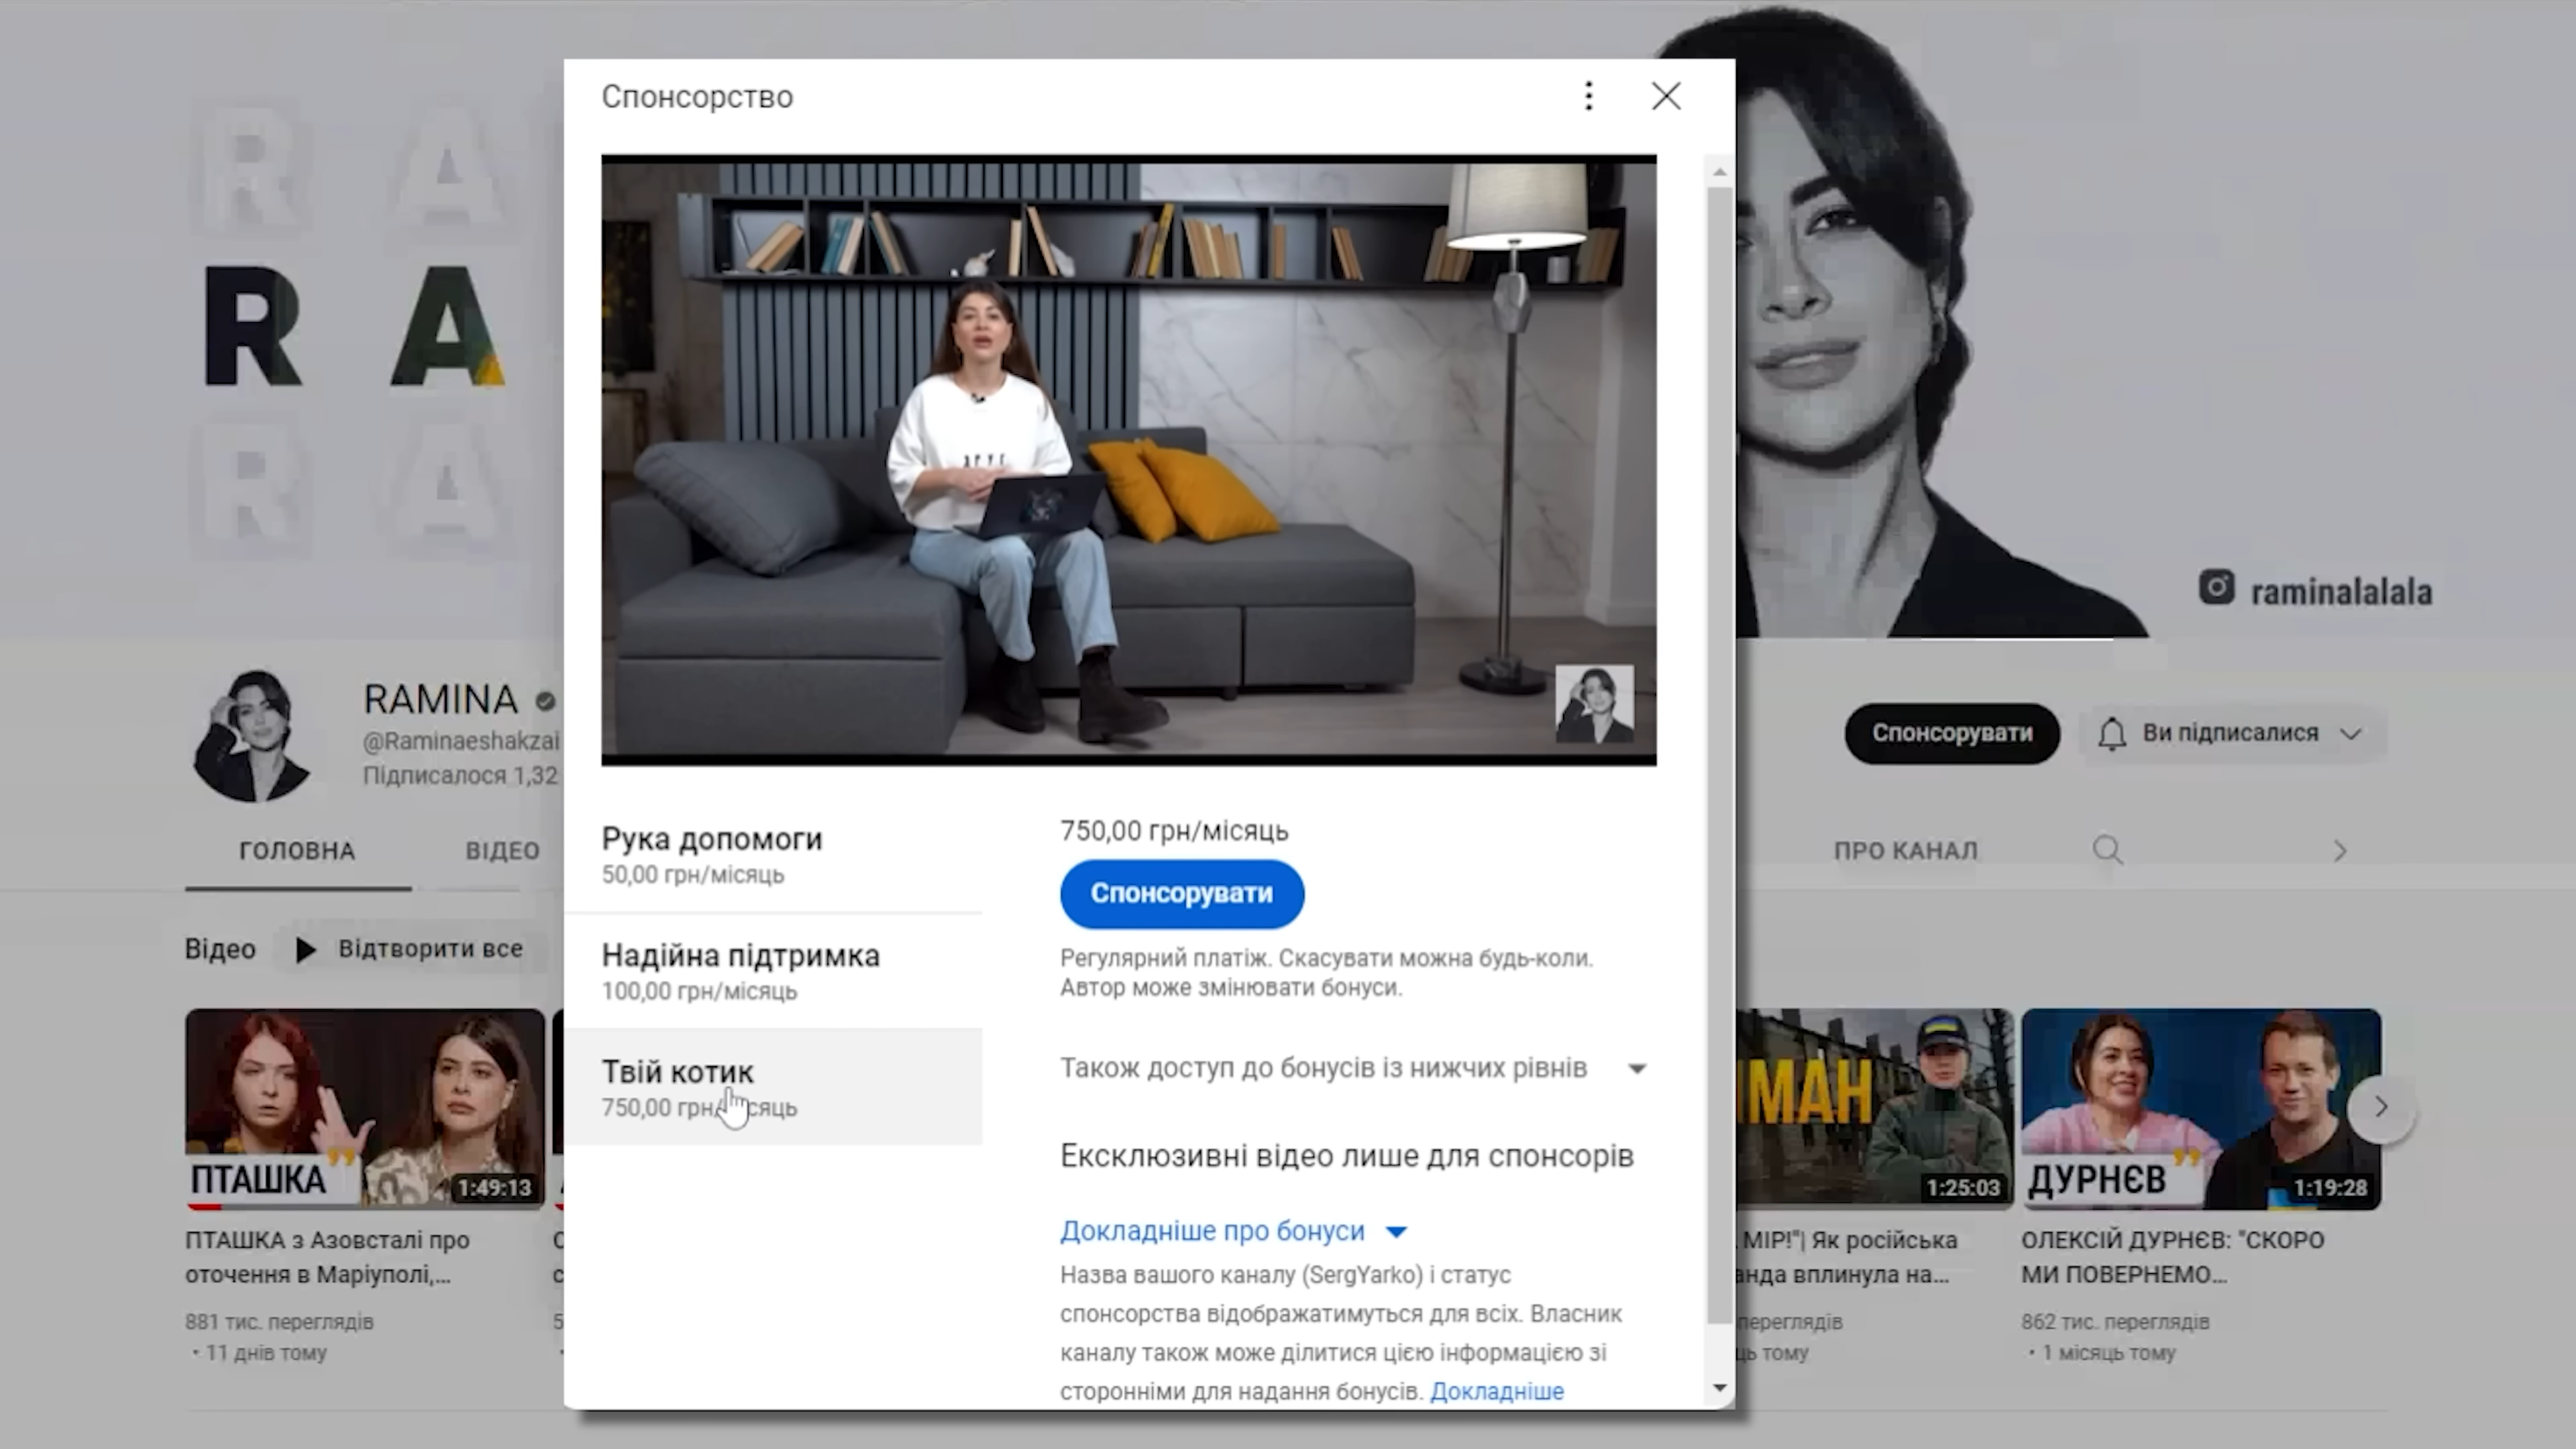 Спонсорство
R A
R A
R A
raminalalala
RAMINA
@Raminaeshakzai
Підписалося 1,32
Спонсорувати
Ви підписалися
ГОЛОВНА
ВІДЕО
ПРО КАНАЛ
Рука допомоги
50,00 грн/місяць
Надійна підтримка
100,00 грн/місяць
Твій котик
750,00 грн/
сяць
750,00 грн/місяць
Спонсорувати
Регулярний платіж. Скасувати можна будь-коли.
Автор може змінювати бонуси.
Також доступ до бонусів із нижчих рівнів
Ексклюзивні відео лише для спонсорів
Докладніше про бонуси
Назва вашого каналу (SergYarko) і статус
спонсорства відображатимуться для всіх. Власник
каналу також може ділитися цією інформацією зі
сторонніми для надання бонусів. Докладніше
Відео
Відтворити все
ПТАШКА
1:49:13
ПТАШКА з Азовсталі про
оточення в Маріуполі,...
881 тис. переглядів
• 11 днів тому
МАН
1:25:03
МІР!"| Як російська
анда вплинула на...
переглядів
ць тому
ДУРНЄВ
1:19:28
ОЛЕКСІЙ ДУРНЄВ: "СКОРО
МИ ПОВЕРНЕМО...
862 тис. переглядів
• 1 місяць тому